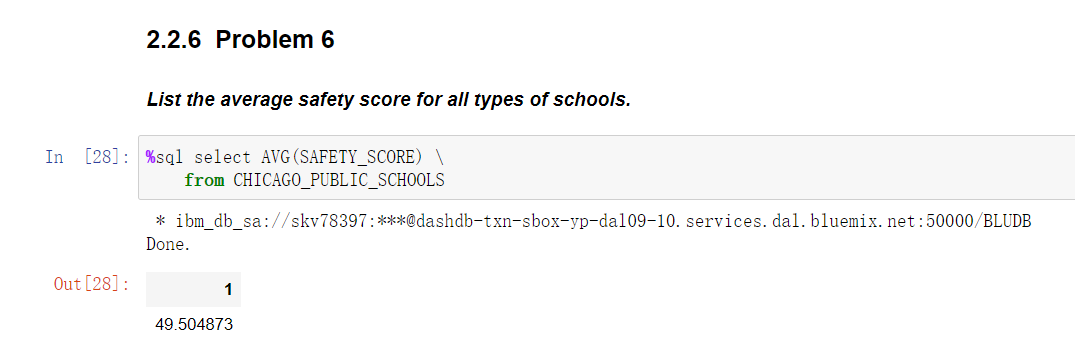 2.2.6 Problem 6
List the average safety score for all types of schools.
In [28]: %sql select AVG(SAFETY_SCORE) \
from CHICAGO_PUBLIC_SCHOOLS
* ibm_db_sa://skv78397:***@dashdb-txn-sbox-yp-dal09-10.services.dal.bluemix.net:50000/BLUDB
Done.
Out[28]: 1
49.504873